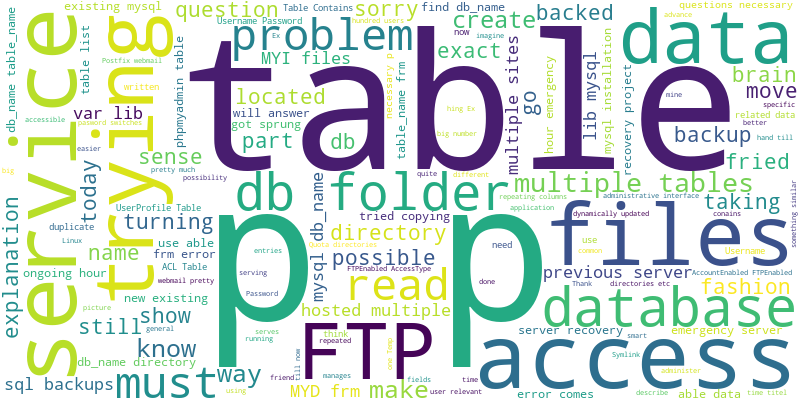 existing mysql
question
Username Password
Table Contains
sorry
find db_name
create
hundred users
backed
questions necessary
Postfix webmail
table list
Ex
problem
MYI files
now
exact
imagine
advance
data
db_name table_name
service
trying
written
phpmyadmin table
table
necessary p
table_name frm
multiple sites
go
hour emergency
lib mysql
mysql installation
recovery project
brain
move
mine
specific
accessible
pasword switches
var lib
located
will answer
got sprung
part
db
hing Ex
big number
backup
related data
better
fried
hand till
easier
sense
pretty much
possibility
db folder
quite
different
multiple tables
taking
explanation
today
UserProfile Table
turning
tried copying
directory
repeating columns
administrative interface
application
dynamically updated
conains
files
fashion
something similar
big
duplicate
Linux
use able
frm error
name
ACL Table
p
p
mysql db_name
possible
Quota directories
entries
need
use
common
previous server
Username
ongoing hour
webmail pretty
serving
FTPEnabled AccessType
read
done
Thank
directories etc
AccountEnabled FTPEnabled
new existing
Password
hosted multiple
database
picture
still
show
general
serves
running
think
repeated
FTP
one Temp
server recovery
smart
emergency server
know
db_name directory
way
till now
manages
fields
access
Symlink
administer
sql backups
must
friend
using
MYD frm
make
user relevant
time
error comes
describe
able data
time titel